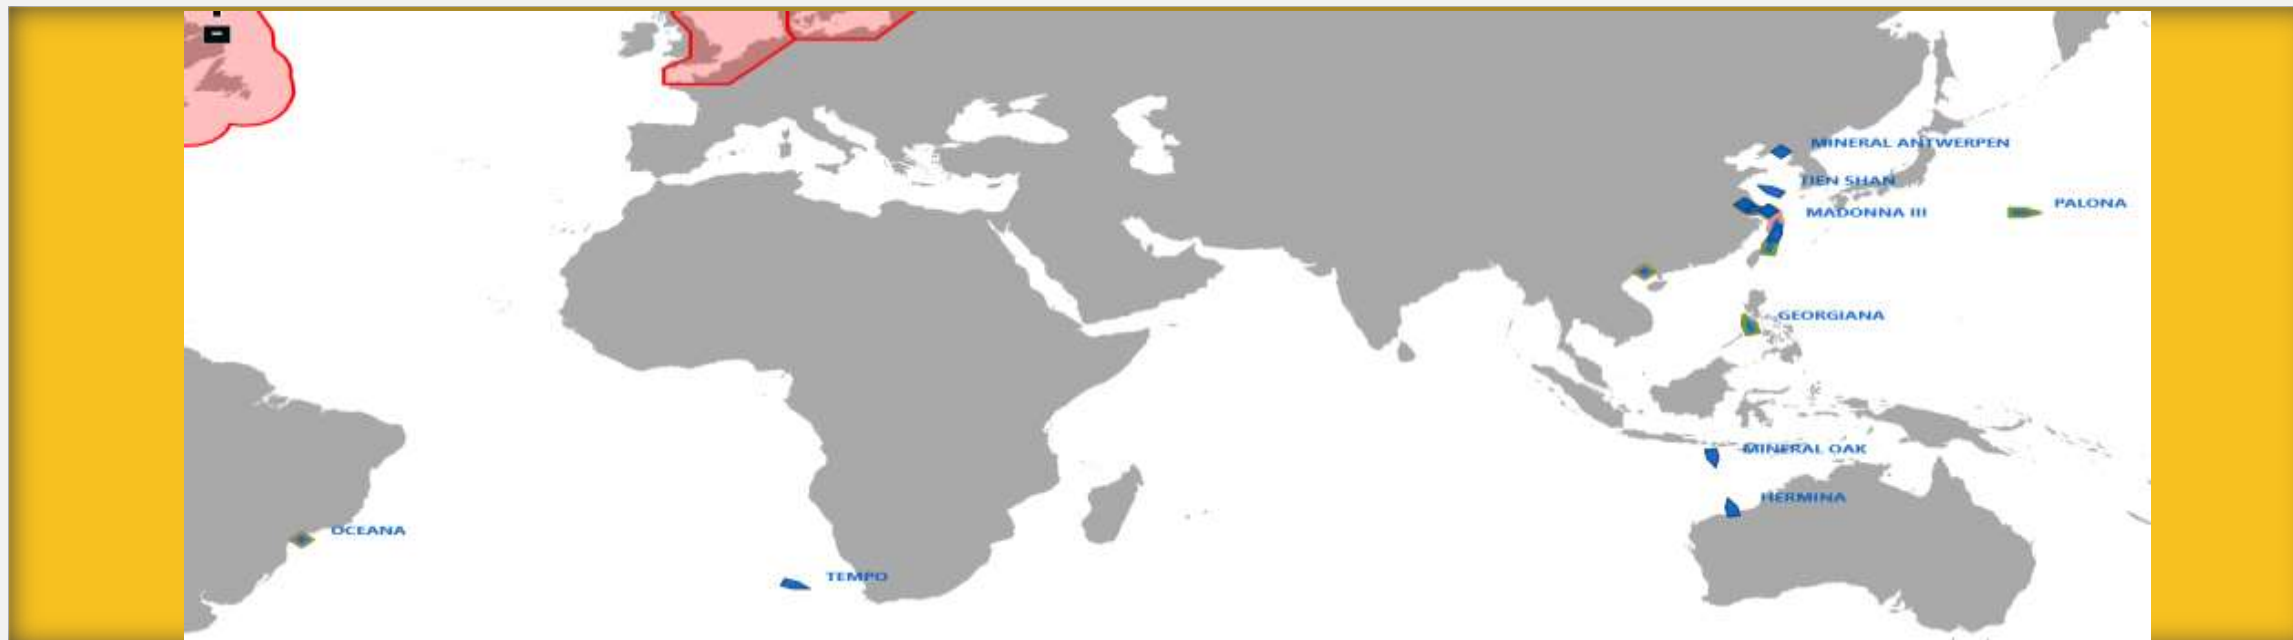 MINERAL ANTWERPEN
TIEN SHAN
PALONA
MADONNA III
GEORGIANA
MINERAL OAK
HERMINA
OCEANA
TEMPO